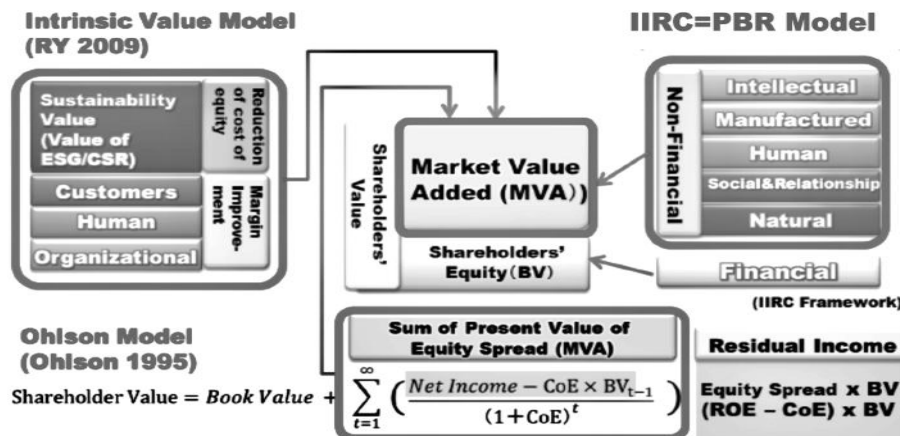 Intrinsic Value Model
(RY 2009)
Sustainability
Value
(Value of
ESG/CSR)
Reduction
of cost of
equity
Customers
Human
Organizational
Margin
Improve-
ment
Shareholders'
Value
Market Value
Added (MVA))
Shareholders'
Equity(BV)
IIRC=PBR Model
Non-Financial
Intellectual
Manufactured
Human
Social&Relationship
Natural
Financial
(IIRC Framework)
Ohlson Model
(Ohlson 1995)
Sum of Present Value of
Equity Spread (MVA)
Shareholder Value = Book Value + ∑ t=1 ∞ ( Net Income − CoE × BV t−1 / (1+CoE)^t )
Residual Income
Equity Spread x BV
(ROE – CoE) x BV